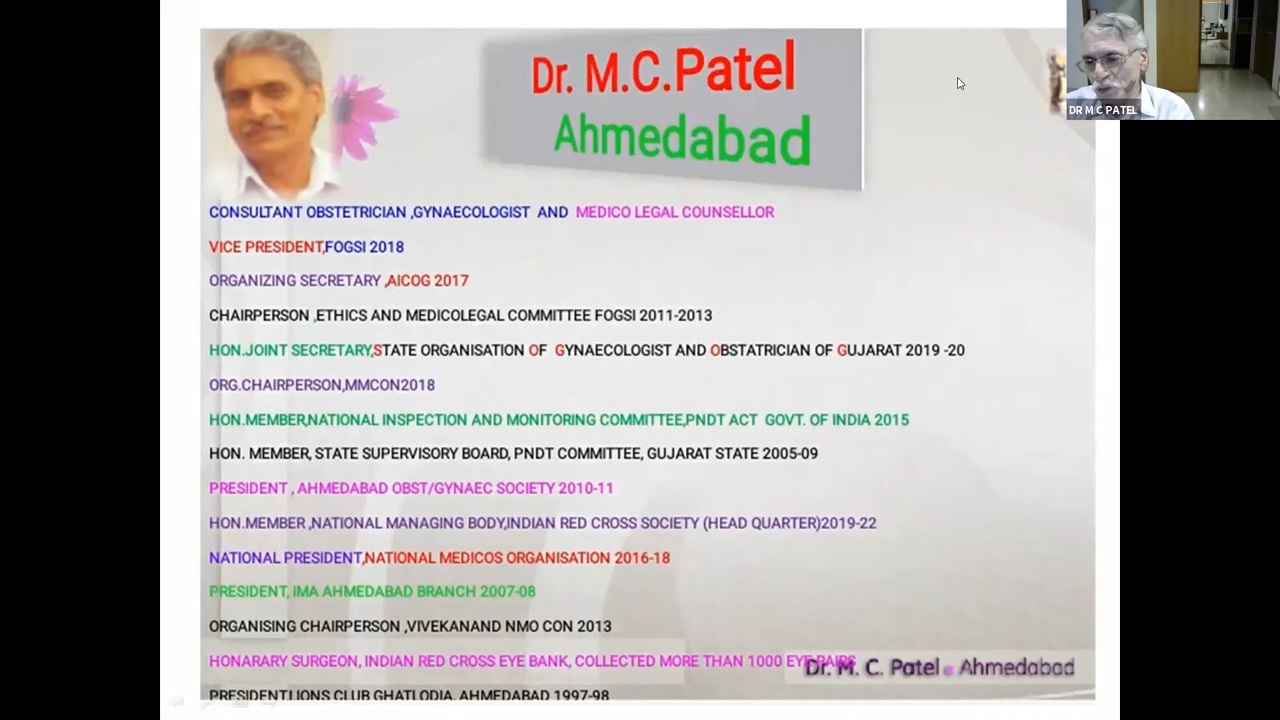 Dr. M.C.Patel
Ahmedabad
DR M C PATEL
CONSULTANT OBSTETRICIAN ,GYNAECOLOGIST AND MEDICO LEGAL COUNSELLOR
VICE PRESIDENT,FOGSI 2018
ORGANIZING SECRETARY ,AICOG 2017
CHAIRPERSON ,ETHICS AND MEDICOLEGAL COMMITTEE FOGSI 2011-2013
HON.JOINT SECRETARY,STATE ORGANISATION OF GYNAECOLOGIST AND OBSTATRICIAN OF GUJARAT 2019 -20
ORG.CHAIRPERSON,MMCON2018
HON.MEMBER,NATIONAL INSPECTION AND MONITORING COMMITTEE,PNDT ACT GOVT. OF INDIA 2015
HON. MEMBER, STATE SUPERVISORY BOARD, PNDT COMMITTEE, GUJARAT STATE 2005-09
PRESIDENT , AHMEDABAD OBST/GYNAEC SOCIETY 2010-11
HON.MEMBER ,NATIONAL MANAGING BODY,INDIAN RED CROSS SOCIETY (HEAD QUARTER)2019-22
NATIONAL PRESIDENT,NATIONAL MEDICOS ORGANISATION 2016-18
PRESIDENT, IMA AHMEDABAD BRANCH 2007-08
ORGANISING CHAIRPERSON ,VIVEKANAND NMO CON 2013
HONARARY SURGEON, INDIAN RED CROSS EYE BANK, COLLECTED MORE THAN 1000 EYE PAIRS
Dr. M. C. Patel Ahmedabad
PRESIDENT,LIONS CLUB GHATLODIA, AHMEDABAD 1997-98